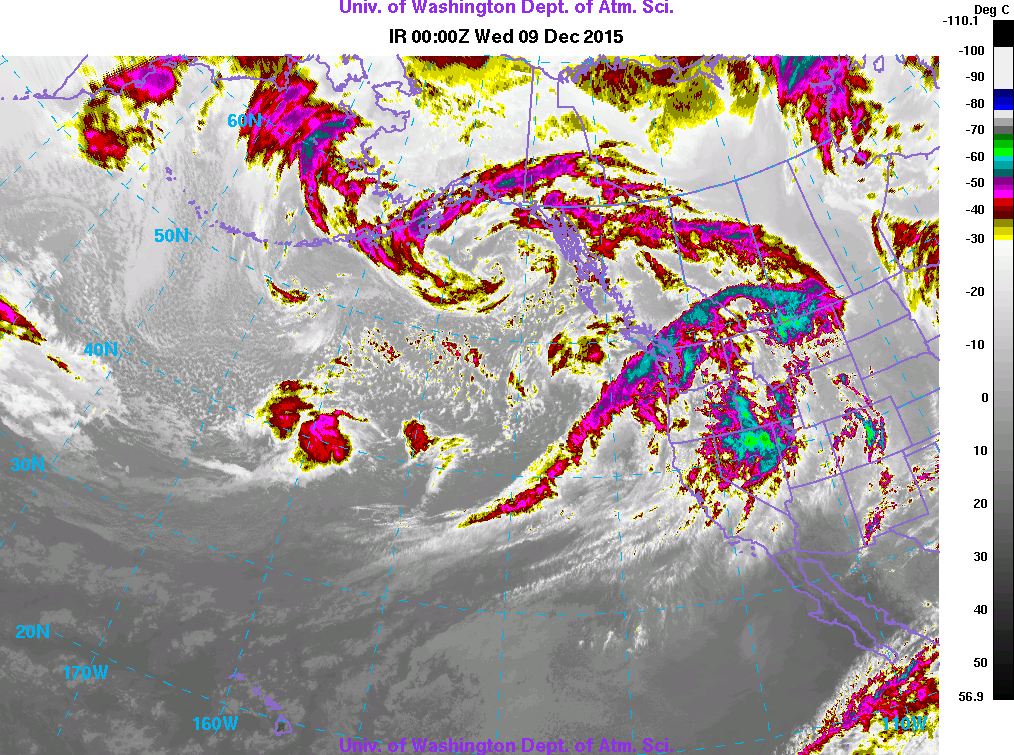 Univ. of Washington Dept. of Atm. Sci.
IR 00:00Z Wed 09 Dec 2015
Deg C
-110.1
-100
-90
-80
-70
-60
-50
-40
-30
-20
-10
0
10
20
30
40
50
56.9
60N
50N
40N
30N
20N
170W
160W
110W
Univ. of Washington Dept. of Atm. Sci.